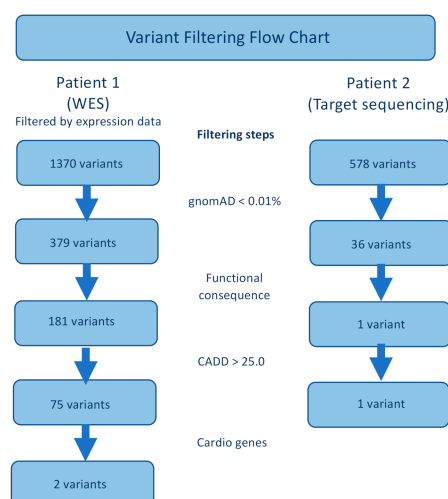 Variant Filtering Flow Chart
Patient 1
(WES)
Filtered by expression data
Patient 2
(Target sequencing)
Filtering steps
1370 variants
578 variants
gnomAD < 0.01%
379 variants
36 variants
Functional
consequence
181 variants
1 variant
CADD > 25.0
75 variants
1 variant
Cardio genes
2 variants